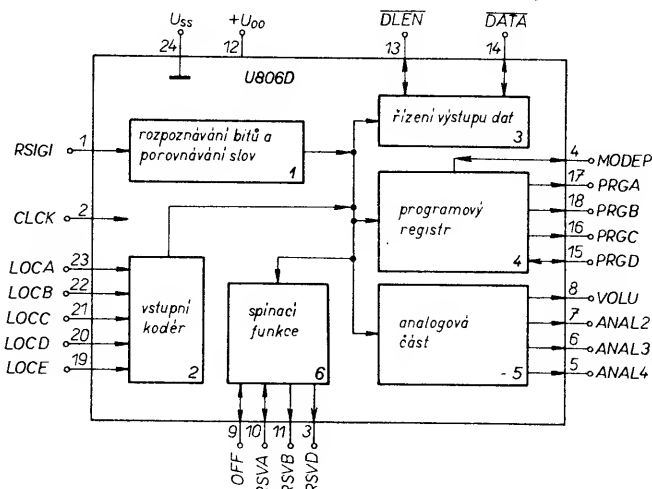 Uss +U00 DLEN DATA
24 12 13 14
U806D
řízení výstupu dat
3
RSIGI 1
rozpoznávání bitů a
porovnávání slov
1
4 MODEP
17 PRGA
18 PRGB
16 PRGC
15 PRGD
programový
registr
4
CLCK 2
LOCA 23
LOCB 22
LOCC 21
LOCD 20
LOCE 19
vstupní
kodér
2
spínací
funkce
6
analogová
část
-5
8 VOLU
7 ANAL2
6 ANAL3
5 ANAL4
9 10 11 3
OFF
RSVA
RSVB
RSVD